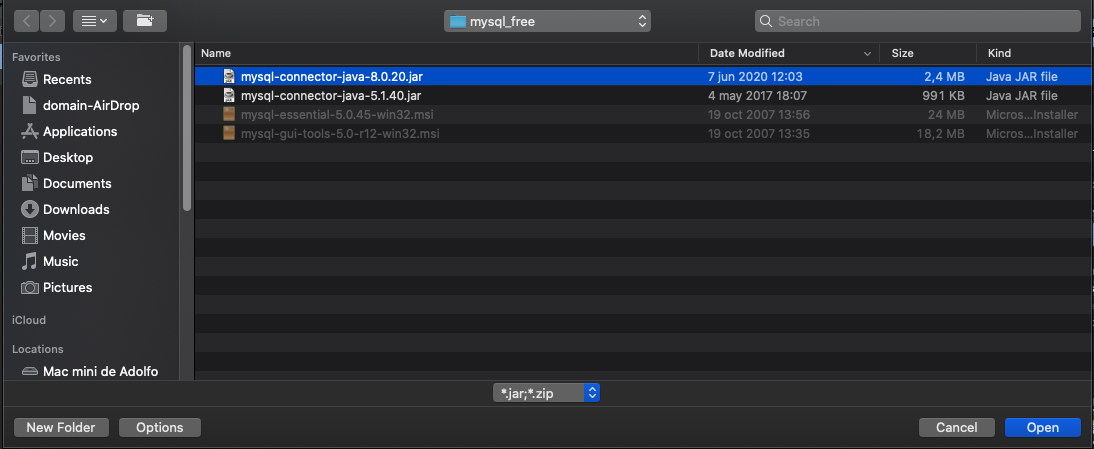 mysql_free
Search
Favorites
Recents
domain-AirDrop
Applications
Desktop
Documents
Downloads
Movies
Music
Pictures
iCloud
Locations
Mac mini de Adolfo
Name Date Modified Size Kind
mysql-connector-java-8.0.20.jar 7 jun 2020 12:03 2,4 MB Java JAR file
mysql-connector-java-5.1.40.jar 4 may 2017 18:07 991 KB Java JAR file
mysql-essential-5.0.45-win32.msi 19 oct 2007 13:56 24 MB Micros...Installer
mysql-gui-tools-5.0-r12-win32.msi 19 oct 2007 13:35 18,2 MB Micros...Installer
*.jar;*.zip
New Folder Options Cancel Open